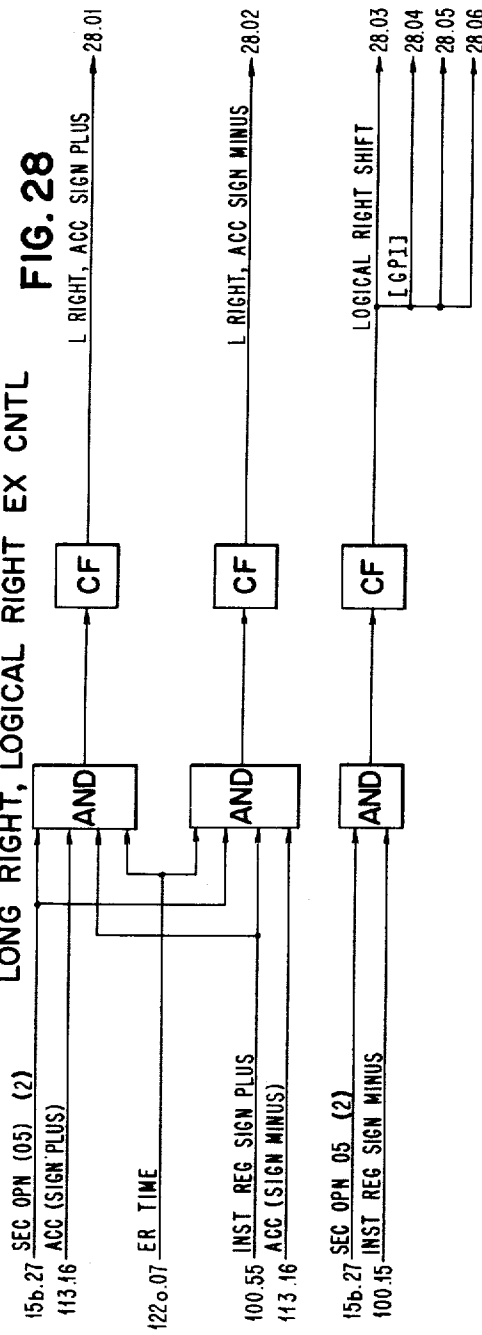 LONG RIGHT, LOGICAL RIGHT EX CNTL
FIG. 28
15b.27 SEC OPN (05) (2)
113.16 ACC (SIGN PLUS)
122a.07 ER TIME
100.55 INST REG SIGN PLUS
113.16 ACC (SIGN MINUS)
15b.27 SEC OPN 05 (2)
100.15 INST REG SIGN MINUS
AND
AND
AND
CF
CF
CF
L RIGHT, ACC SIGN PLUS 28.01
L RIGHT, ACC SIGN MINUS 28.02
LOGICAL RIGHT SHIFT 28.03
[GPI] 28.04
28.05
28.06